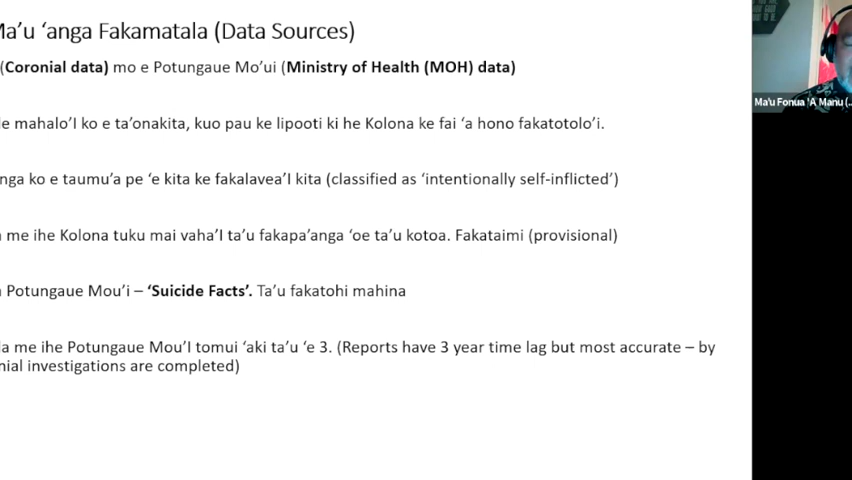 Ma’u ‘anga Fakamatala (Data Sources)
(Coronial data) mo e Potungaue Mo’ui (Ministry of Health (MOH) data)
mahalo’I ko e ta’onakita, kuo pau ke lipooti ki he Kolona ke fai ‘a hono fakatotolo’i.
ko e taumu’a pe ‘e kita ke fakalavea’I kita (classified as ‘intentionally self-inflicted’)
me ihe Kolona tuku mai vaha’I ta’u fakapa’anga ‘oe ta’u kotoa. Fakataimi (provisional)
Potungaue Mou’i – ‘Suicide Facts’. Ta’u fakatohi mahina
me ihe Potungaue Mou’I tomui ‘aki ta’u ‘e 3. (Reports have 3 year time lag but most accurate – by
investigations are completed)
Ma'u Fonua 'A Manu (...